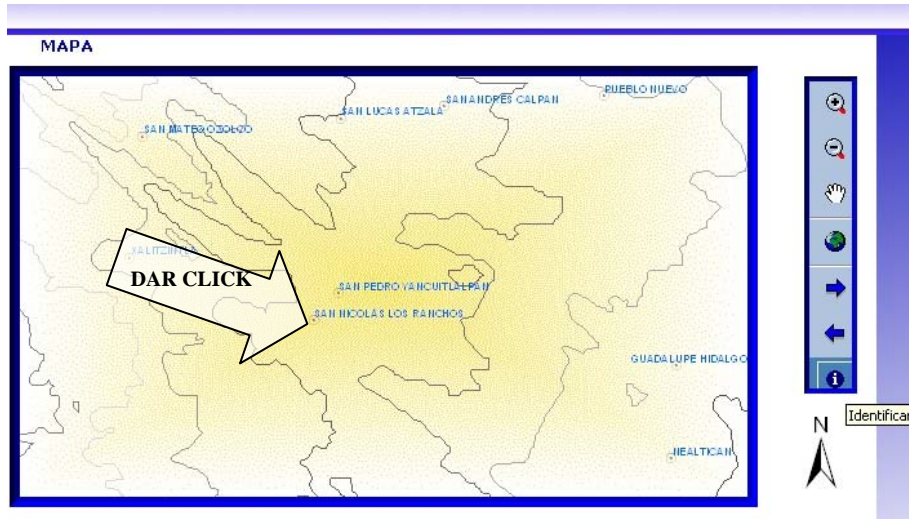 MAPA
PUEBLO NUEVO
SAN ANDRES CALPAN
SAN LUCAS ATZALA
SAN MATEO OZOLCO
XALITZINTLA
DAR CLICK
SAN PEDRO YANCUITLALPAN
SAN NICOLAS LOS RANCHOS
GUADALUPE HIDALGO
i
Identificar
N
NEALTICAN